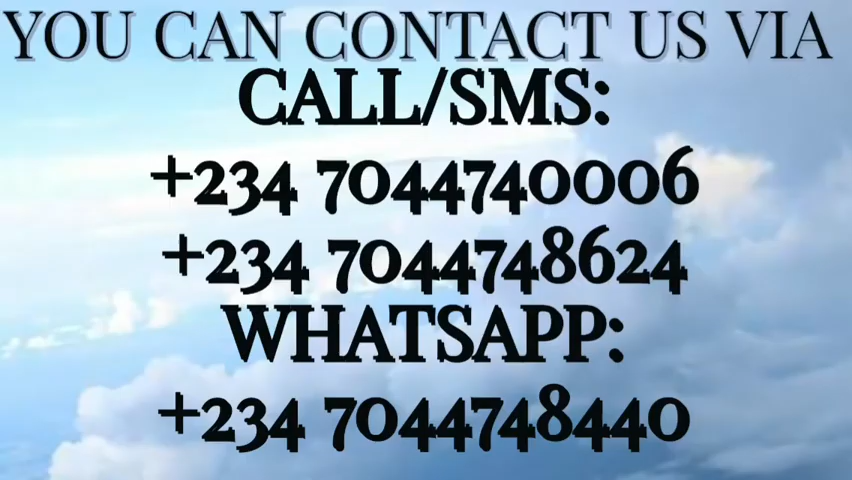 YOU CAN CONTACT US VIA
CALL/SMS:
+234 7044740006
+234 7044748624
WHATSAPP:
+234 7044748440